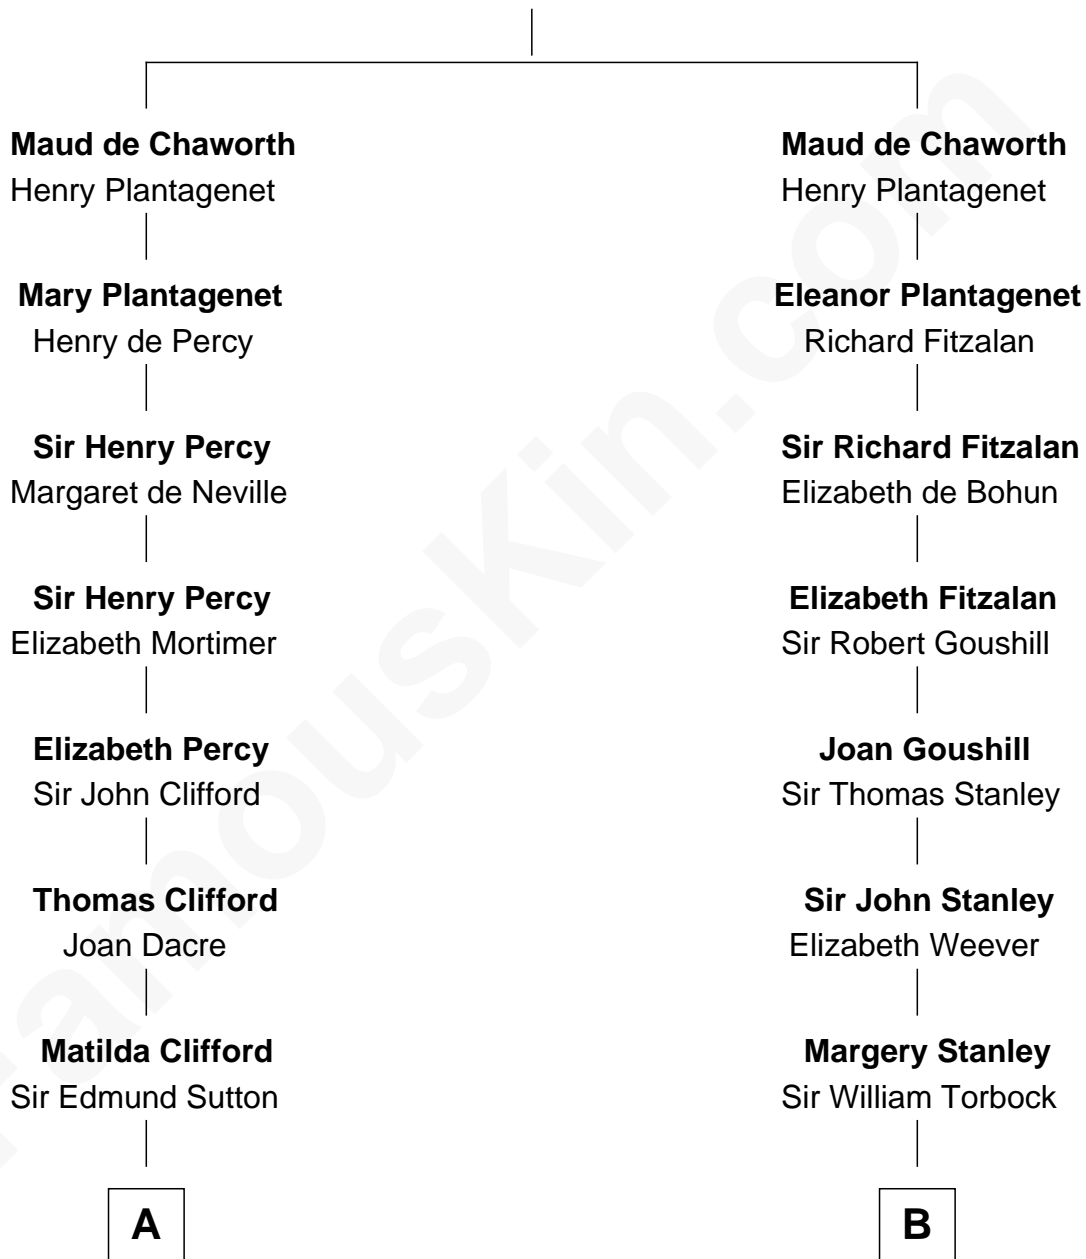 Maud de Chaworth
Henry Plantagenet
Mary Plantagenet
Henry de Percy
Sir Henry Percy
Margaret de Neville
Sir Henry Percy
Elizabeth Mortimer
Elizabeth Percy
Sir John Clifford
Thomas Clifford
Joan Dacre
Matilda Clifford
Sir Edmund Sutton
A
Maud de Chaworth
Henry Plantagenet
Eleanor Plantagenet
Richard Fitzalan
Sir Richard Fitzalan
Elizabeth de Bohun
Elizabeth Fitzalan
Sir Robert Goushill
Joan Goushill
Sir Thomas Stanley
Sir John Stanley
Elizabeth Weever
Margery Stanley
Sir William Torbock
B
FamousKin.com